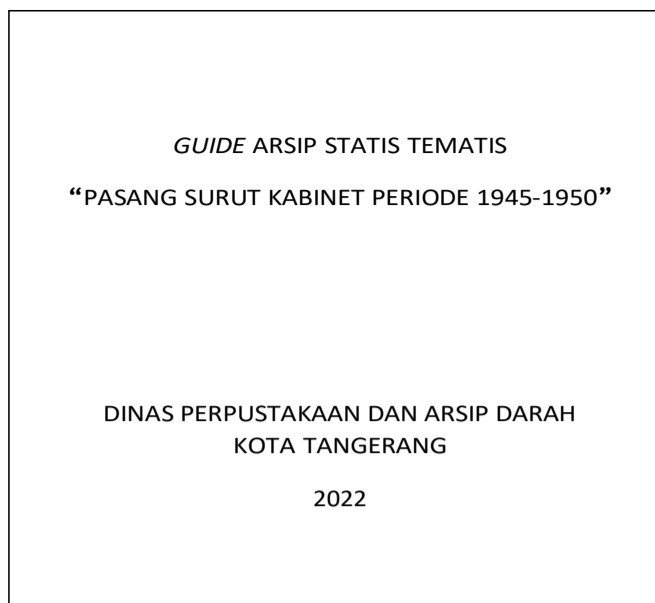 GUIDE ARSIP STATIS TEMATIS
“PASANG SURUT KABINET PERIODE 1945-1950”
DINAS PERPUSTAKAAN DAN ARSIP DARAH
KOTA TANGERANG
2022